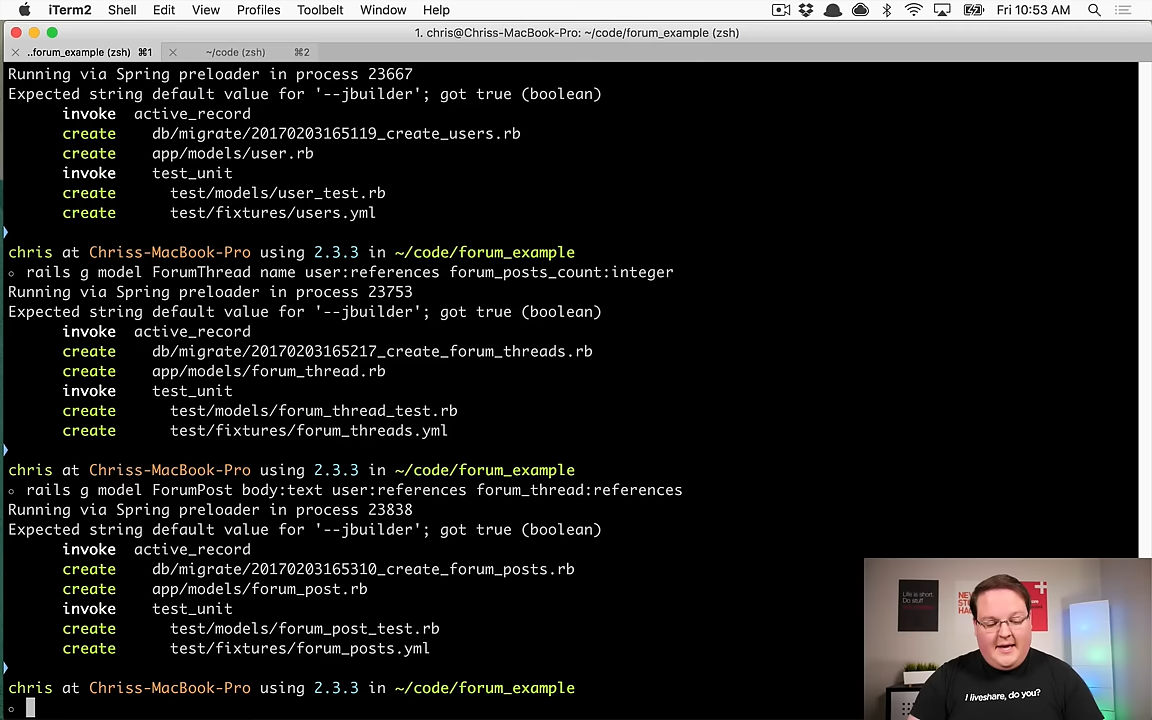 iTerm2 Shell Edit View Profiles Toolbelt Window Help Fri 10:53 AM
1. chris@Chriss-MacBook-Pro: ~/code/forum_example (zsh)
..forum_example (zsh) ⌘1 ~/code (zsh) ⌘2
Running via Spring preloader in process 23667
Expected string default value for '--jbuilder'; got true (boolean)
invoke active_record
create db/migrate/20170203165119_create_users.rb
create app/models/user.rb
invoke test_unit
create test/models/user_test.rb
create test/fixtures/users.yml
chris at Chriss-MacBook-Pro using 2.3.3 in ~/code/forum_example
rails g model ForumThread name user:references forum_posts_count:integer
Running via Spring preloader in process 23753
Expected string default value for '--jbuilder'; got true (boolean)
invoke active_record
create db/migrate/20170203165217_create_forum_threads.rb
create app/models/forum_thread.rb
invoke test_unit
create test/models/forum_thread_test.rb
create test/fixtures/forum_threads.yml
chris at Chriss-MacBook-Pro using 2.3.3 in ~/code/forum_example
rails g model ForumPost body:text user:references forum_thread:references
Running via Spring preloader in process 23838
Expected string default value for '--jbuilder'; got true (boolean)
invoke active_record
create db/migrate/20170203165310_create_forum_posts.rb
create app/models/forum_post.rb
invoke test_unit
create test/models/forum_post_test.rb
create test/fixtures/forum_posts.yml
chris at Chriss-MacBook-Pro using 2.3.3 in ~/code/forum_example
Life is short.
Do stuff
I liveshare, do you?